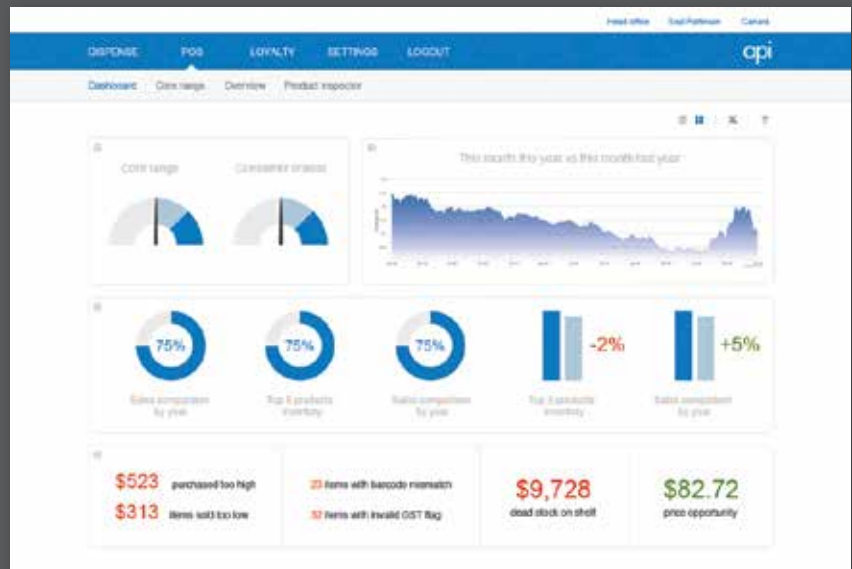 Head office Soul Pattinson Camira
DISPENSE POS LOYALTY SETTINGS LOGOUT
api
Dashboard Core range Overview Product inspector
Core range
This month this year vs this month last year
75% 75% 75% -2% +5%
Sales comparison
by year
Top 5 products
inventory
Sales comparison
by year
Top 5 products
inventory
Sales comparison
by year
$523 purchased too high
$313 items sold too low
23 items with barcode mismatch
32 items with invalid GST flag
$9,728
dead stock on shelf
$82.72
price opportunity